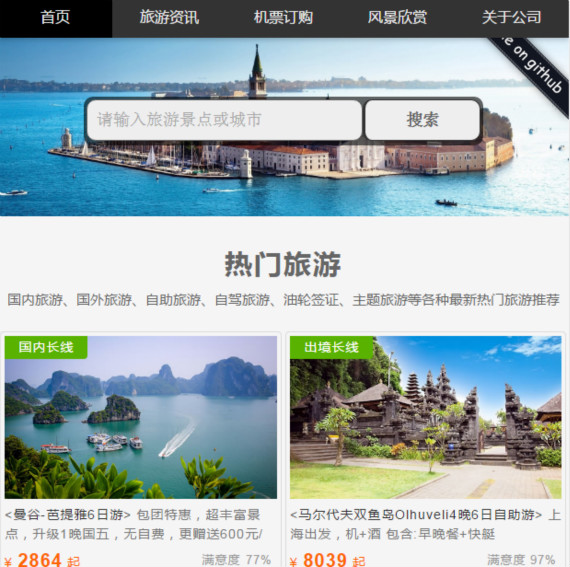 首页 旅游资讯 机票订购 风景欣赏 关于公司
me on github
请输入旅游景点或城市 搜索
热门旅游
国内旅游、国外旅游、自助旅游、自驾旅游、油轮签证、主题旅游等各种最新热门旅游推荐
国内长线
<曼谷-芭提雅6日游> 包团特惠，超丰富景
点，升级1晚国五，无自费，更赠送600元/
¥ 2864 起 满意度 77%
出墙长线
<马尔代夫双鱼岛Olhuveli4晚6日自助游> 上
海出发，机+酒 包含:早晚餐+快艇
¥ 8039 起 满意度 97%